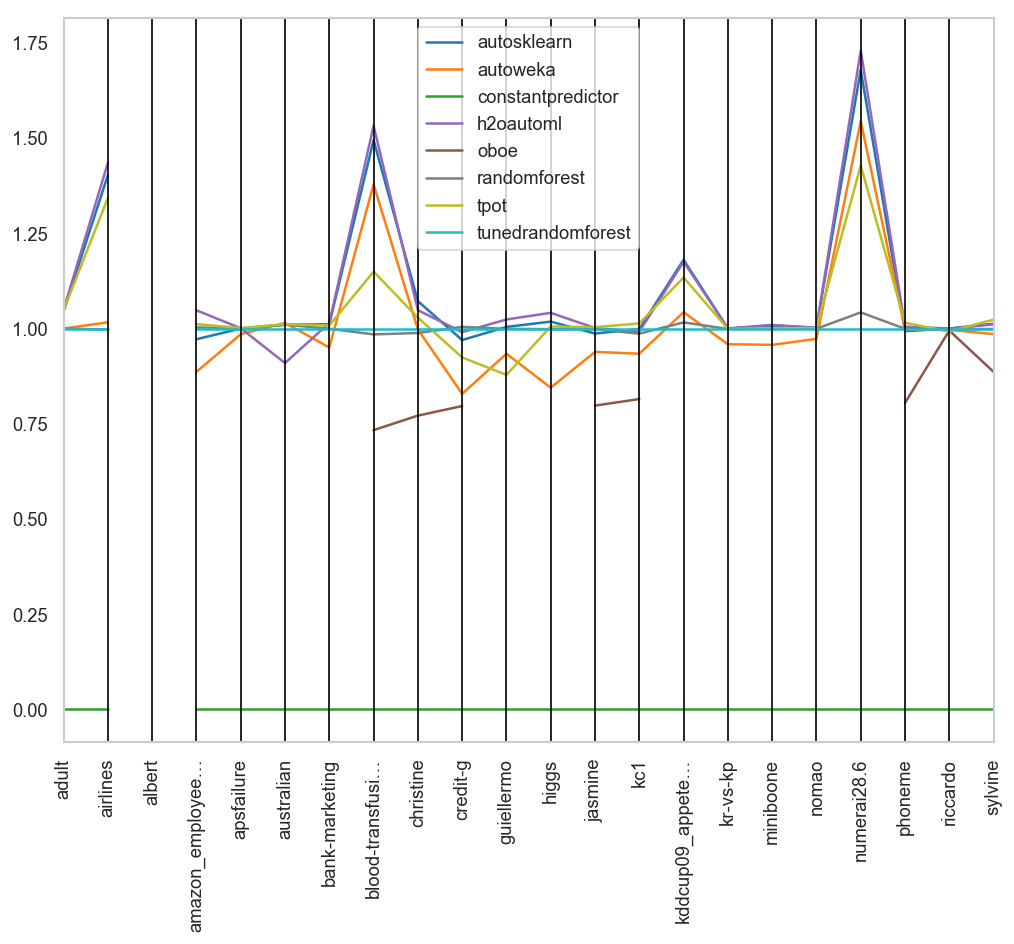 1.75
1.50
1.25
1.00
0.75
0.50
0.25
0.00
autosklearn
autoweka
constantpredictor
h2oautoml
oboe
randomforest
tpot
tunedrandomforest
adult
airlines
albert
amazon_employee...
apsfailure
australian
bank-marketing
blood-transfusi...
christine
credit-g
guiellermo
higgs
jasmine
kc1
kddcup09_appete...
kr-vs-kp
miniboone
nomao
numerai28.6
phoneme
riccardo
sylvine